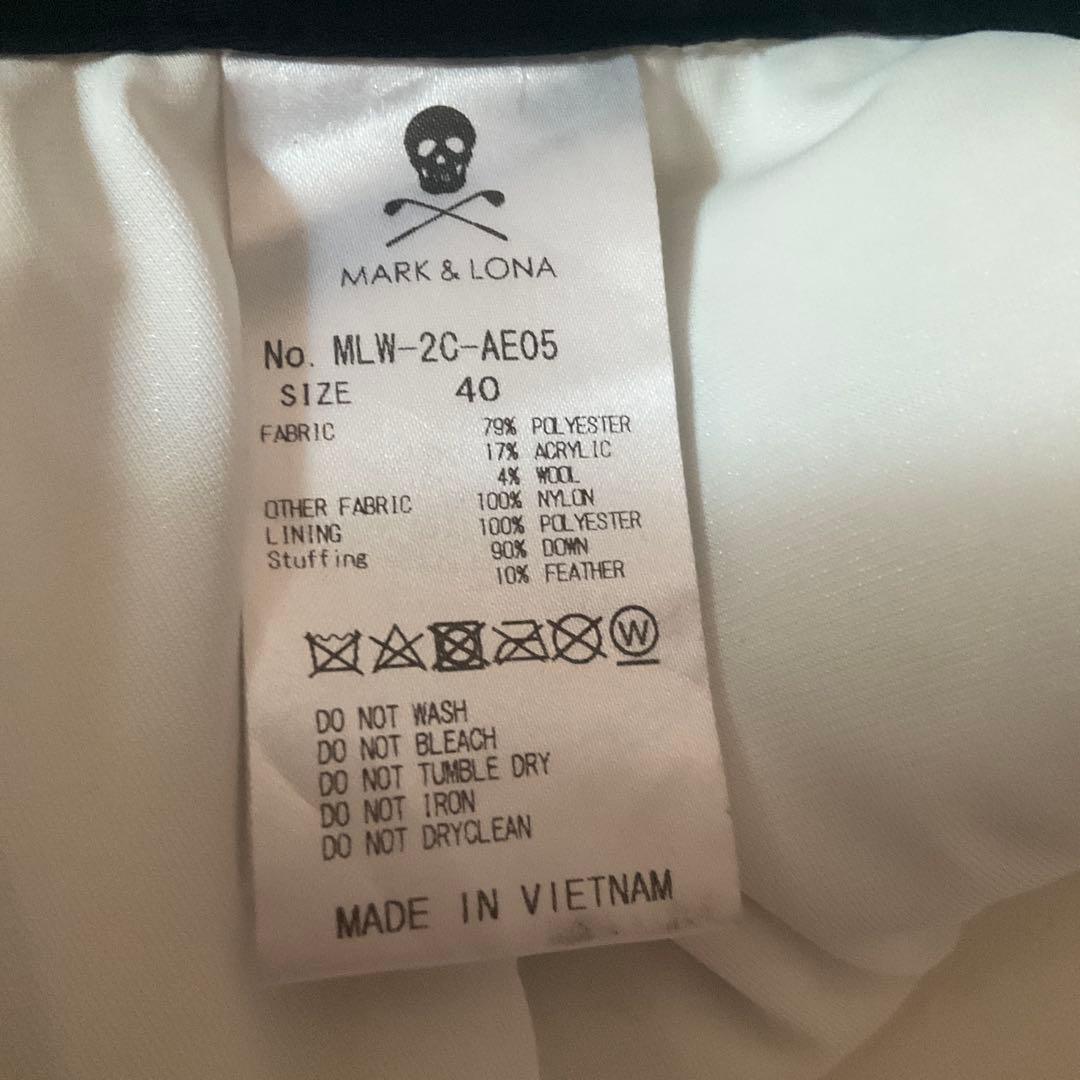 MARK & LONA
No. MLW-2C-AE05
SIZE 40
FABRIC 79% POLYESTER
17% ACRYLIC
4% WOOL
OTHER FABRIC 100% NYLON
LINING 100% POLYESTER
Stuffing 90% DOWN
10% FEATHER
W
DO NOT WASH
DO NOT BLEACH
DO NOT TUMBLE DRY
DO NOT IRON
DO NOT DRYCLEAN
MADE IN VIETNAM